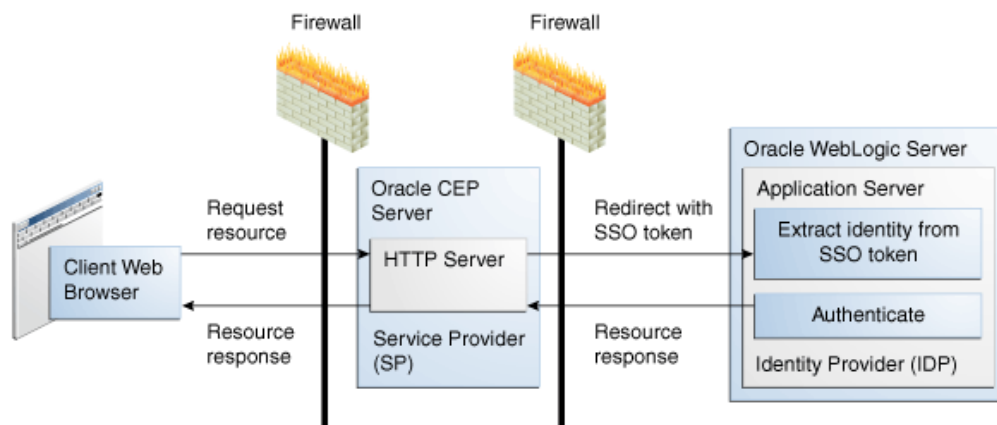 Firewall
Firewall
Oracle WebLogic Server
Application Server
Oracle CEP
Server
Request
resource
Redirect with
SSO token
Extract identity from
SSO token
Client Web
Browser
HTTP Server
Authenticate
Resource
response
Service Provider
(SP)
Resource
response
Identity Provider (IDP)